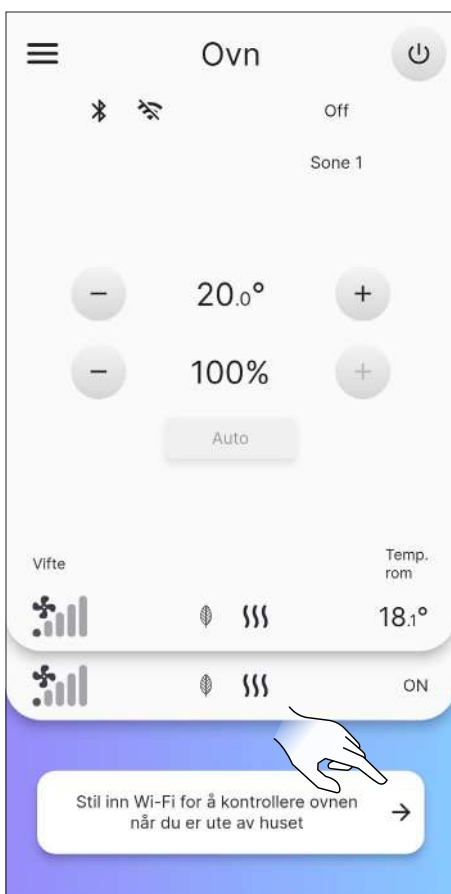 Ovn
Off
Sone 1
− 20.0° +
− 100% +
Auto
Vifte
Temp.
rom
18.1°
ON
Stil inn Wi-Fi for å kontrollere ovnen
når du er ute av huset